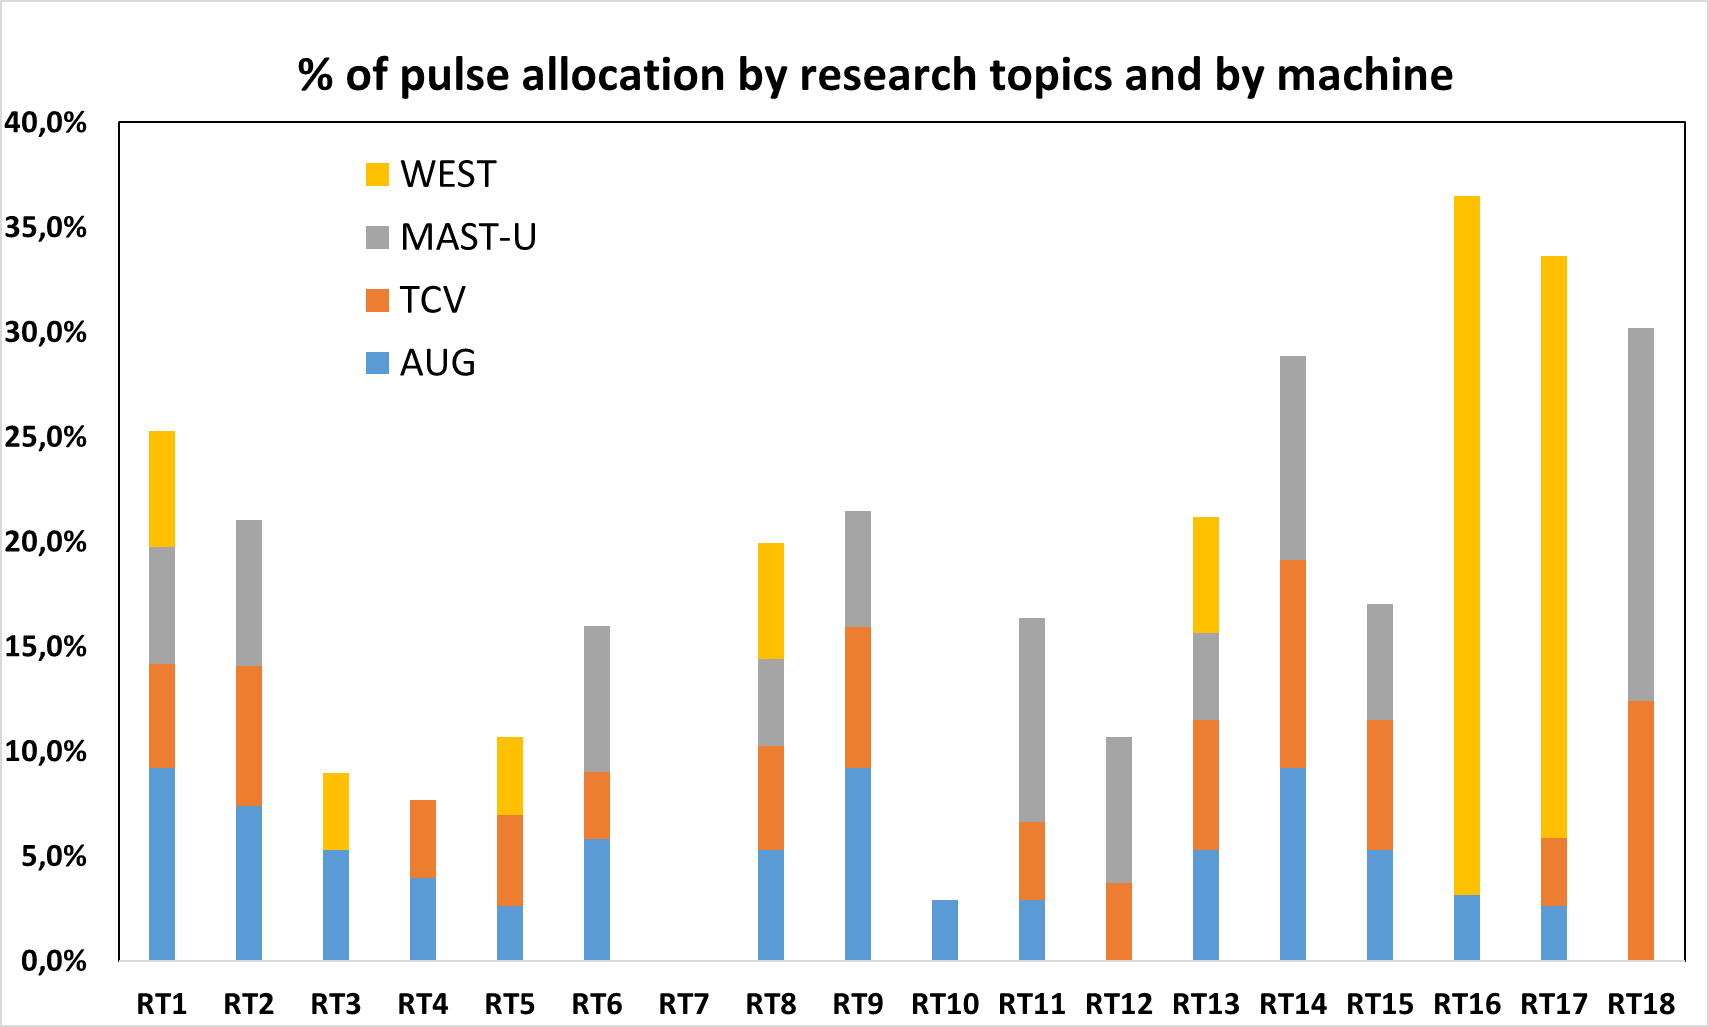 % of pulse allocation by research topics and by machine
40,0%
35,0%
30,0%
25,0%
20,0%
15,0%
10,0%
5,0%
0,0%
WEST
MAST-U
TCV
AUG
RT1 RT2 RT3 RT4 RT5 RT6 RT7 RT8 RT9 RT10 RT11 RT12 RT13 RT14 RT15 RT16 RT17 RT18